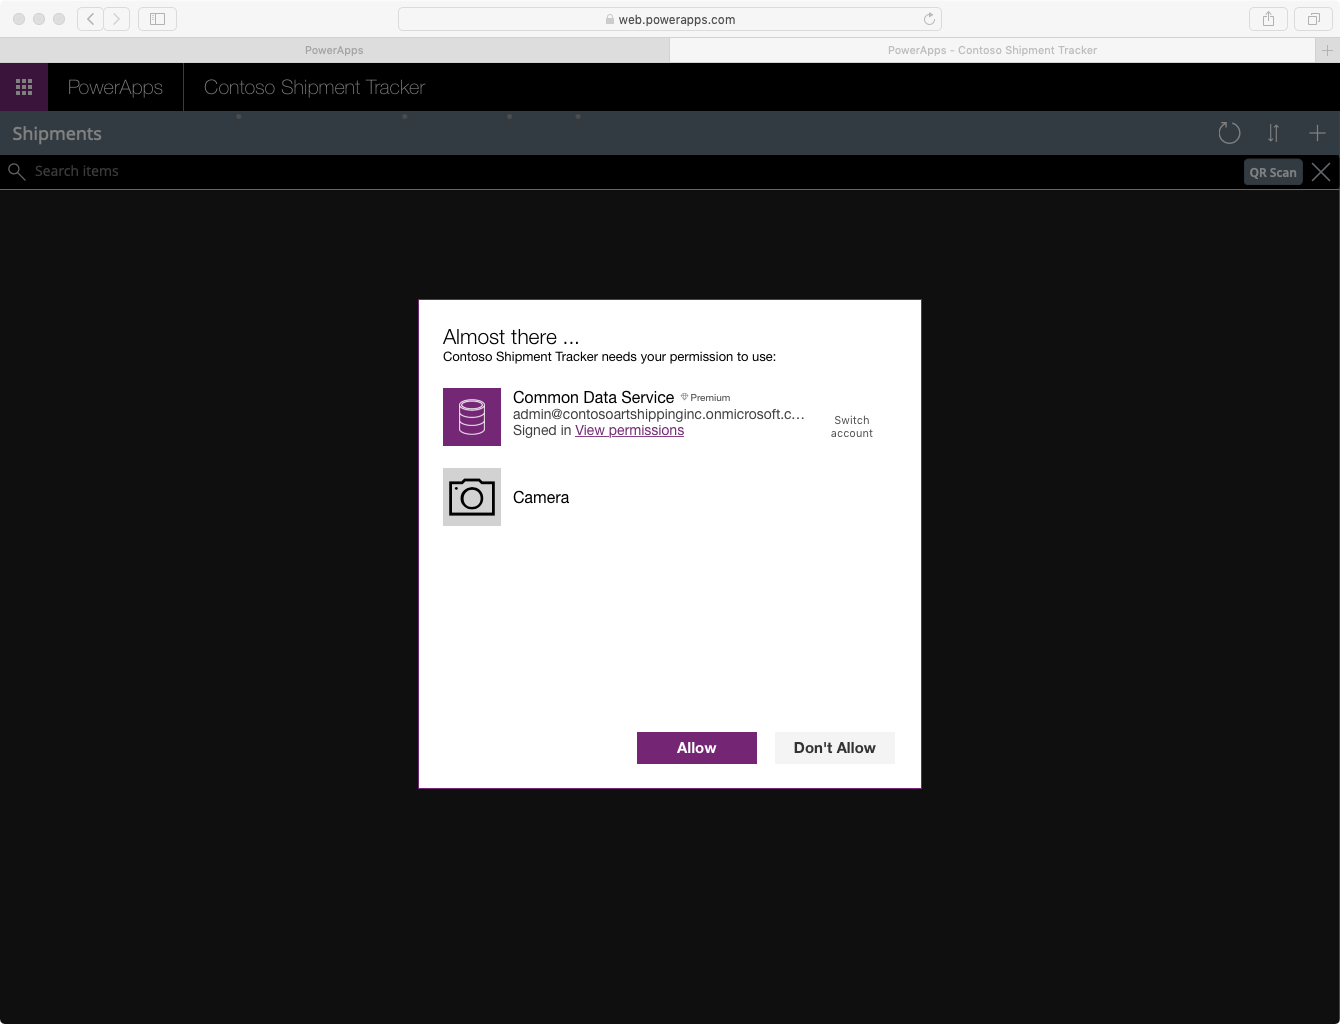 web.powerapps.com
PowerApps
PowerApps - Contoso Shipment Tracker
PowerApps
Contoso Shipment Tracker
Shipments
Search items
QR Scan
Almost there ...
Contoso Shipment Tracker needs your permission to use:
Common Data Service Premium
admin@contosoartshippinginc.onmicrosoft.c...
Signed in View permissions
Switch
account
Camera
Allow
Don't Allow